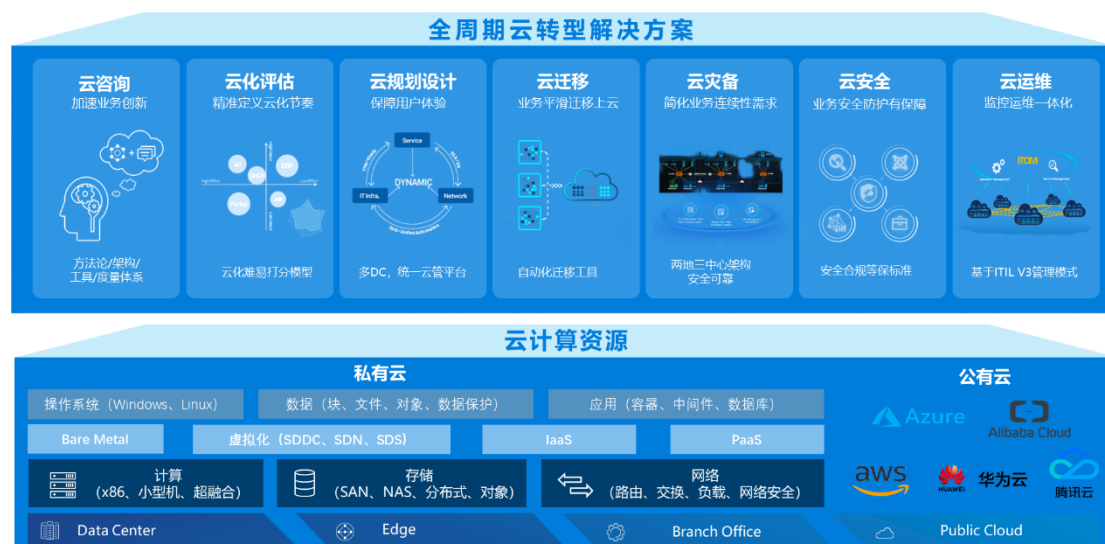 全周期云转型解决方案
云咨询
加速业务创新
方法论/架构/
工具/度量体系
云化评估
精准定义云化节奏
High Effort
Low Effort
Portal
云化难易打分模型
云规划设计
保障用户体验
Service
DYNAMIC
IT Infra.
Network
多DC，统一云管平台
云迁移
业务平滑迁移上云
自动化迁移工具
云灾备
简化业务连续性需求
两地三中心架构
安全可靠
云安全
业务安全防护有保障
安全合规等保标准
云运维
监控运维一体化
ITOM
基于ITIL V3管理模式
云计算资源
私有云
操作系统（Windows、Linux）
数据（块、文件、对象、数据保护）
应用（容器、中间件、数据库）
Bare Metal
虚拟化（SDDC、SDN、SDS）
IaaS
PaaS
计算
（x86、小型机、超融合）
存储
（SAN、NAS、分布式、对象）
网络
（路由、交换、负载、网络安全）
Data Center
Edge
Branch Office
公有云
Azure
Alibaba Cloud
aws
HUAWEI
华为云
腾讯云
Public Cloud